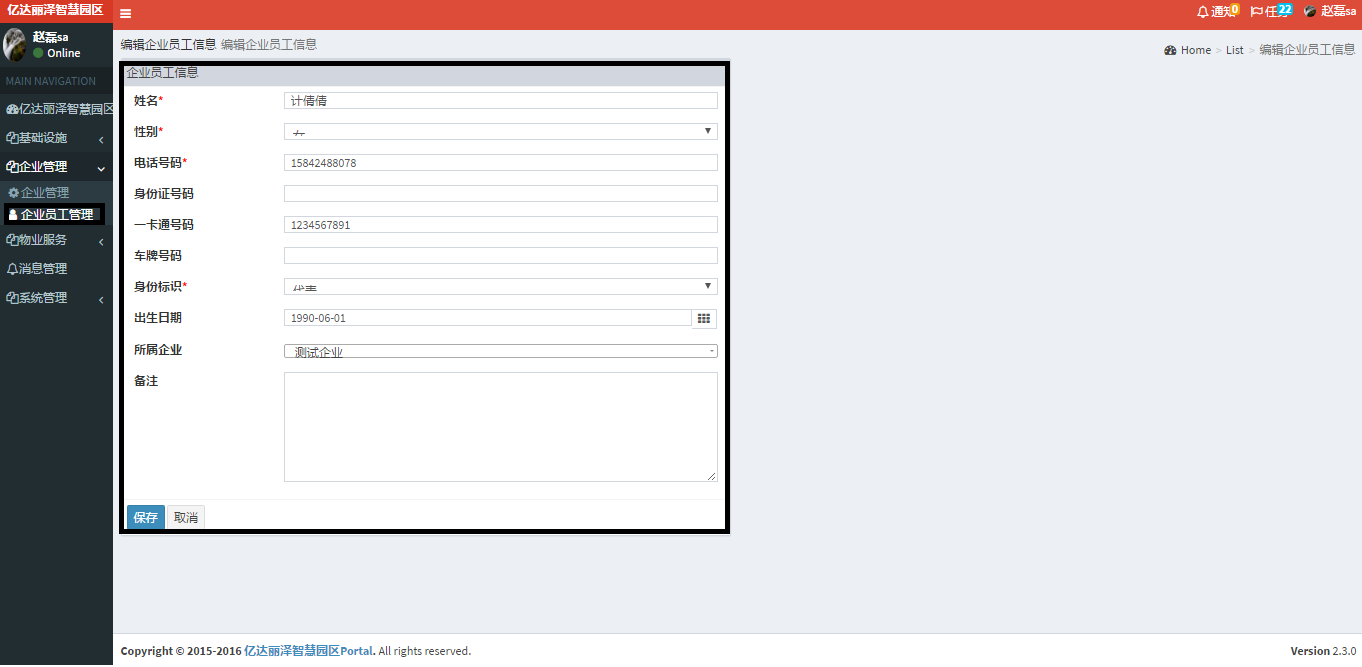 亿达丽泽智慧园区
通知 0 任 22 赵磊sa
赵磊sa
Online
MAIN NAVIGATION
亿达丽泽智慧园区
基础设施
企业管理
企业管理
企业员工管理
物业服务
消息管理
系统管理
编辑企业员工信息 编辑企业员工信息
Home > List > 编辑企业员工信息
企业员工信息
姓名* 计倩倩
性别*
电话号码* 15842488078
身份证号码
一卡通号码 1234567891
车牌号码
身份标识*
出生日期 1990-06-01
所属企业 测试企业
备注
保存 取消
Copyright © 2015-2016 亿达丽泽智慧园区Portal. All rights reserved.
Version 2.3.0